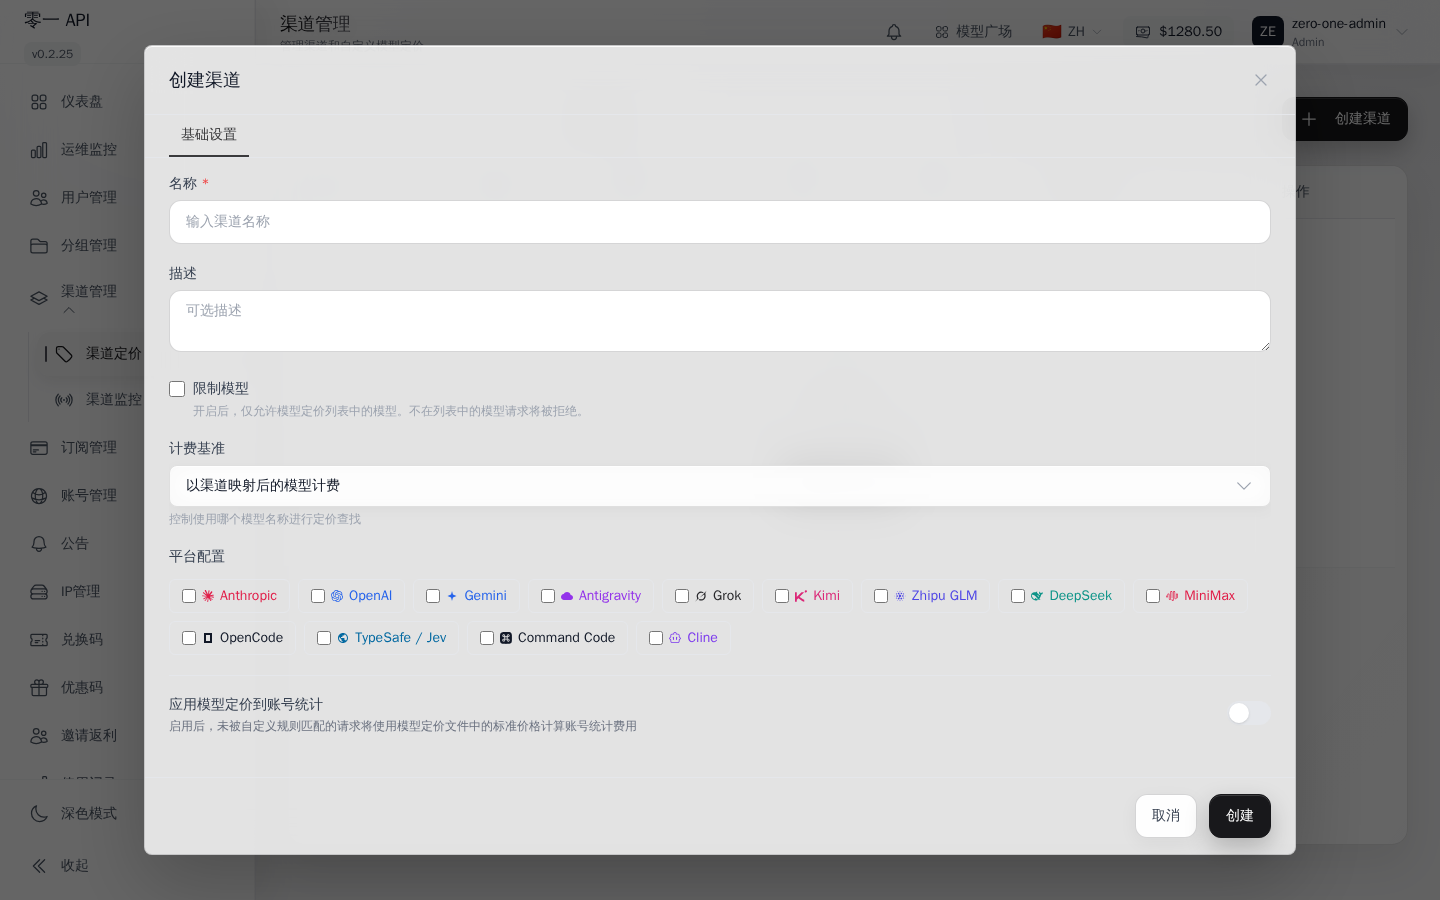 零一 API
v0.2.25
仪表盘
运维监控
用户管理
分组管理
渠道管理
渠道定价
渠道监控
订阅管理
账号管理
公告
IP管理
兑换码
优惠码
邀请返利
深色模式
收起
渠道管理
模型广场
🇨🇳 ZH
$1280.50
ZE
zero-one-admin
Admin
创建渠道
作
创建渠道
基础设置
名称 *
输入渠道名称
描述
可选描述
限制模型
开启后，仅允许模型定价列表中的模型。不在列表中的模型请求将被拒绝。
计费基准
以渠道映射后的模型计费
控制使用哪个模型名称进行定价查找
平台配置
Anthropic OpenAI Gemini Antigravity Grok Kimi Zhipu GLM DeepSeek MiniMax
OpenCode TypeSafe / Jev Command Code Cline
应用模型定价到账号统计
启用后，未被自定义规则匹配的请求将使用模型定价文件中的标准价格计算账号统计费用
取消 创建